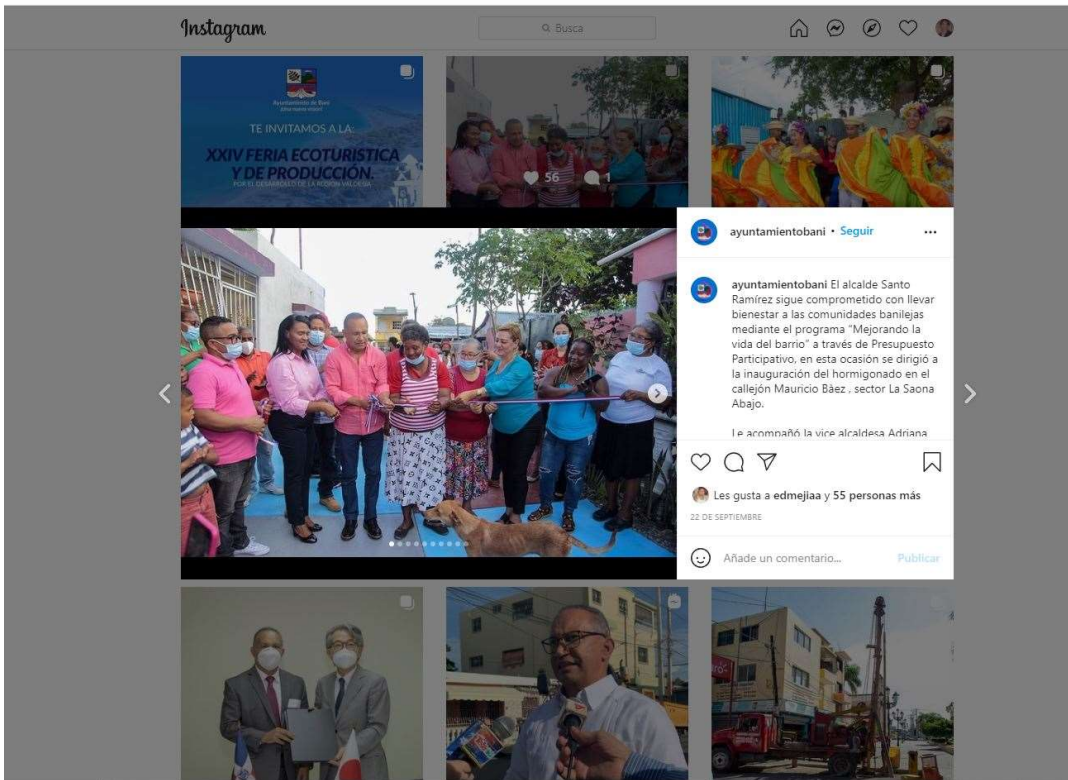 Instagram
Busca
Ayuntamiento de Baní
TE INVITAMOS A LA:
XXIV FERIA ECOTURISTICA
Y DE PRODUCCIÓN.
POR EL DESARROLLO DE LA REGION VALDESIA
56
1
ayuntamientobani • Seguir
ayuntamientobani El alcalde Santo
Ramírez sigue comprometido con llevar
bienestar a las comunidades banilejas
mediante el programa "Mejorando la
vida del barrio" a través de Presupuesto
Participativo, en esta ocasión se dirigió a
la inauguración del hormigonado en el
callejón Mauricio Báez , sector La Saona
Abajo.
Le acompañó la vice alcaldesa Adriana
Les gusta a edmejiaa y 55 personas más
22 DE SEPTIEMBRE
Añade un comentario...
Publicar